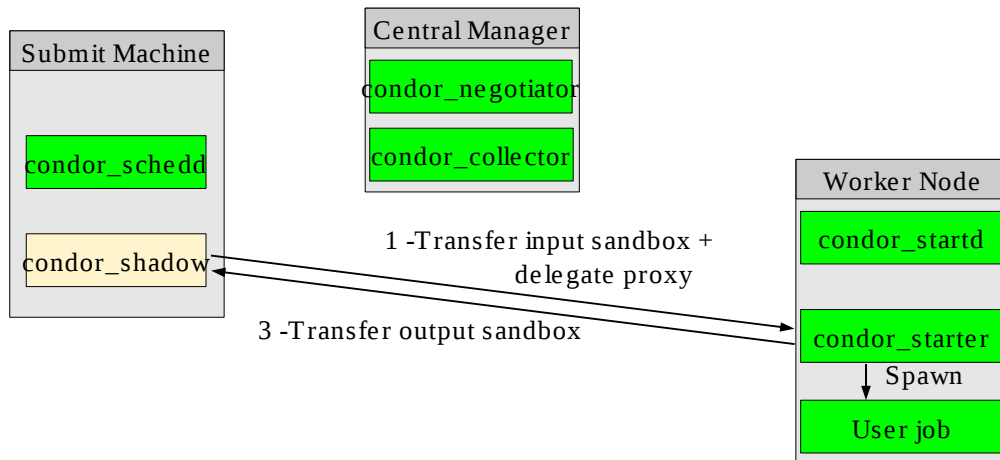 Submit Machine
condor_schedd
condor_shadow
Central Manager
condor_negotiator
condor_collector
1 -Transfer input sandbox +
delegate proxy
3 -Transfer output sandbox
Worker Node
condor_startd
condor_starter
Spawn
User job